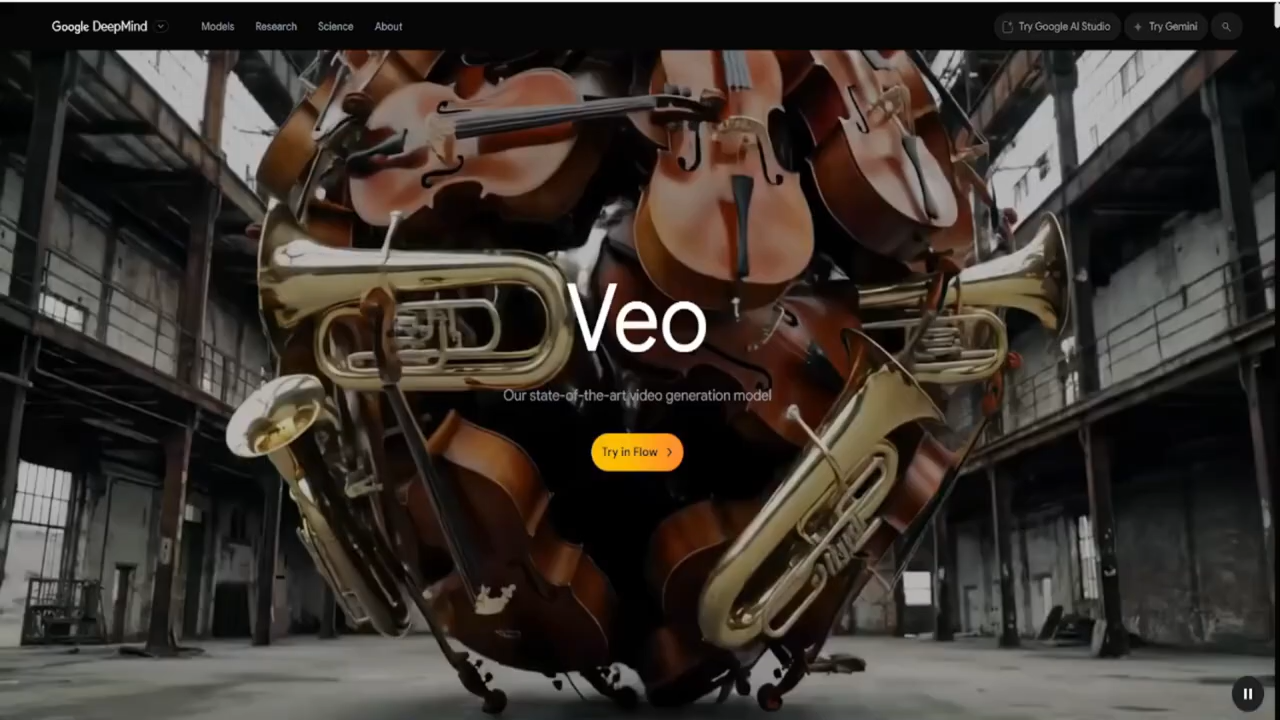 Google DeepMind
Models
Research
Science
About
Try Google AI Studio
Try Gemini
Veo
Our state-of-the-art video generation model
Try in Flow